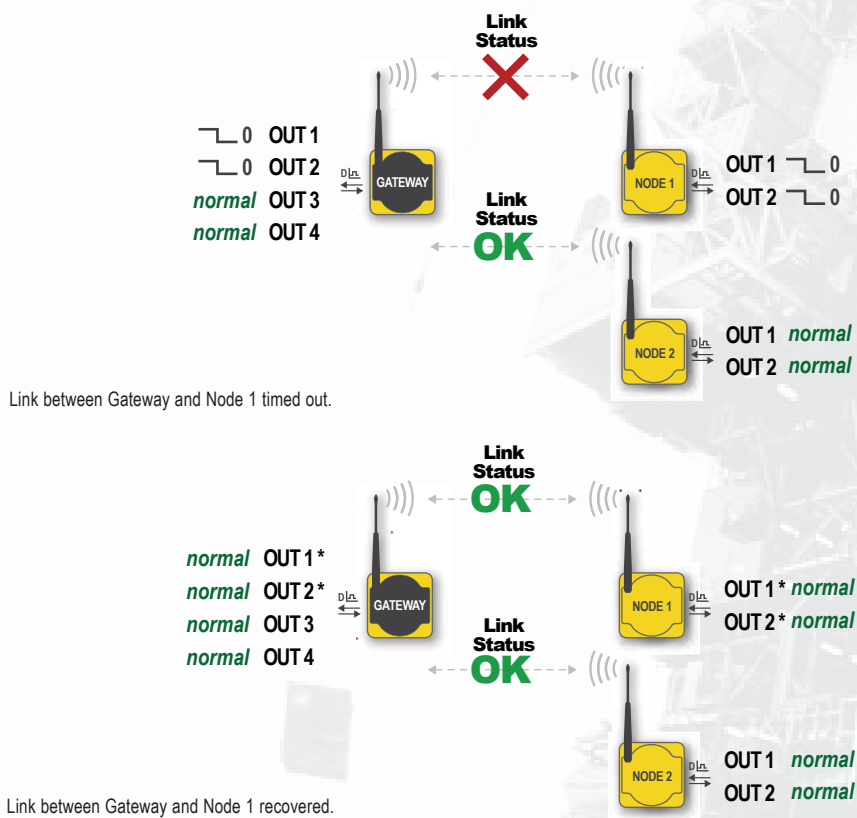 Link
Status
0 OUT 1
0 OUT 2
normal OUT 3
normal OUT 4
D
GATEWAY
D
NODE 1
OUT 1 0
OUT 2 0
Link
Status
OK
D
NODE 2
OUT 1 normal
OUT 2 normal
Link between Gateway and Node 1 timed out.
Link
Status
OK
normal OUT 1 *
normal OUT 2 *
normal OUT 3
normal OUT 4
D
GATEWAY
D
NODE 1
OUT 1 * normal
OUT 2 * normal
Link
Status
OK
D
NODE 2
OUT 1 normal
OUT 2 normal
Link between Gateway and Node 1 recovered.